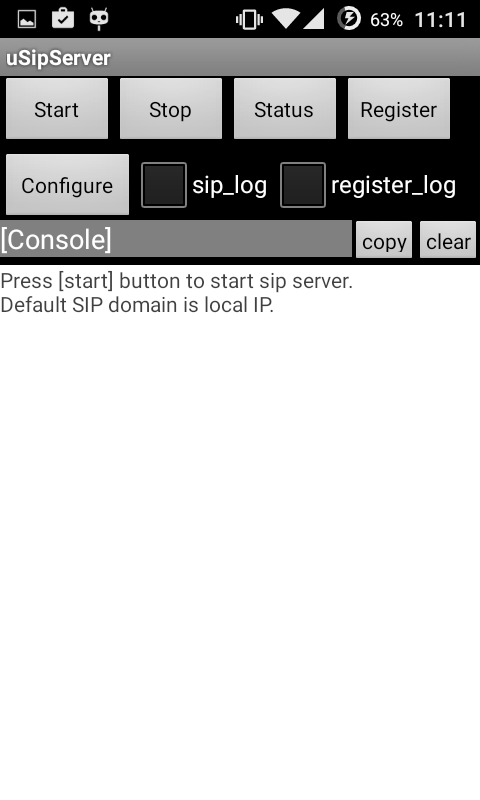 63% 11:11
uSipServer
Start Stop Status Register
Configure sip_log register_log
[Console] copy clear
Press [start] button to start sip server.
Default SIP domain is local IP.